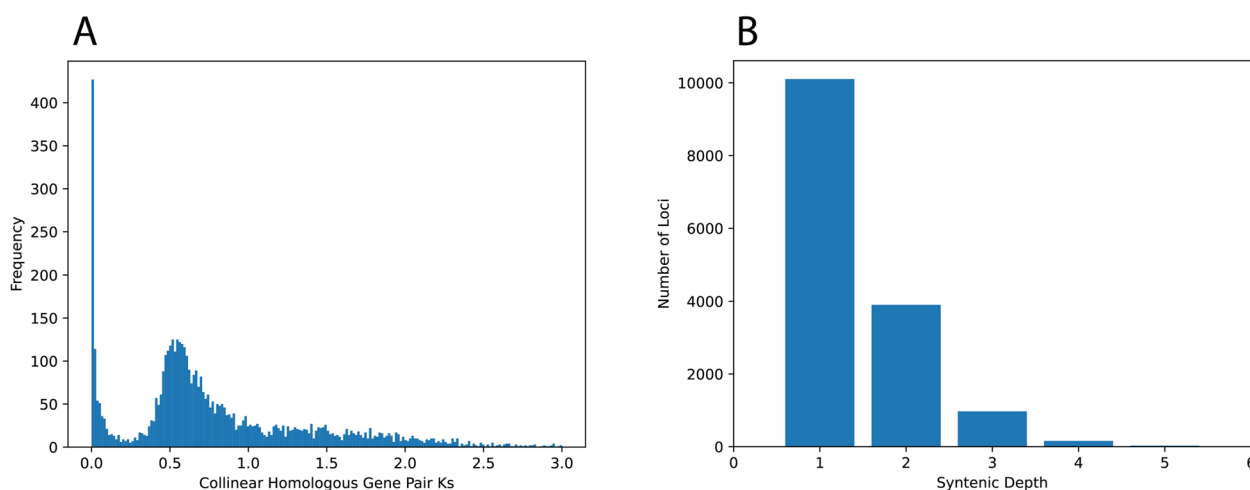 A
B
Frequency
400
350
300
250
200
150
100
50
0
0.0 0.5 1.0 1.5 2.0 2.5 3.0
Collinear Homologous Gene Pair Ks
Number of Loci
10000
8000
6000
4000
2000
0
0 1 2 3 4 5 6
Syntenic Depth